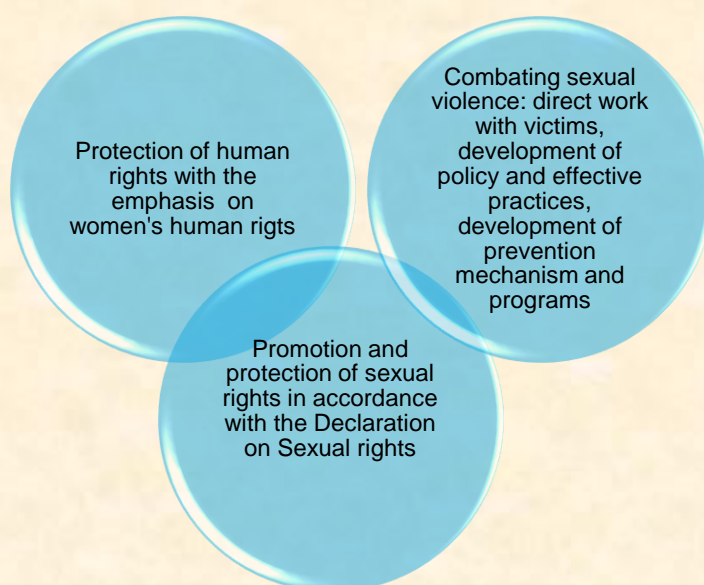 Protection of human
rights with the
emphasis on
women's human rigts
Combating sexual
violence: direct work
with victims,
development of
policy and effective
practices,
development of
prevention
mechanism and
programs
Promotion and
protection of sexual
rights in accordance
with the Declaration
on Sexual rights